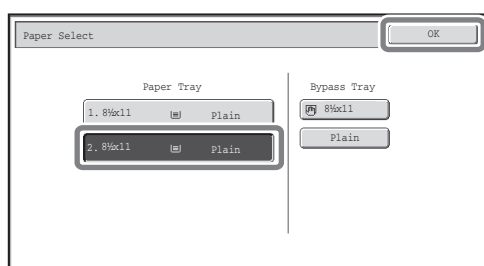 Paper Select
OK
Paper Tray
1. 8½x11 Plain
2. 8½x11 Plain
Bypass Tray
8½x11
Plain